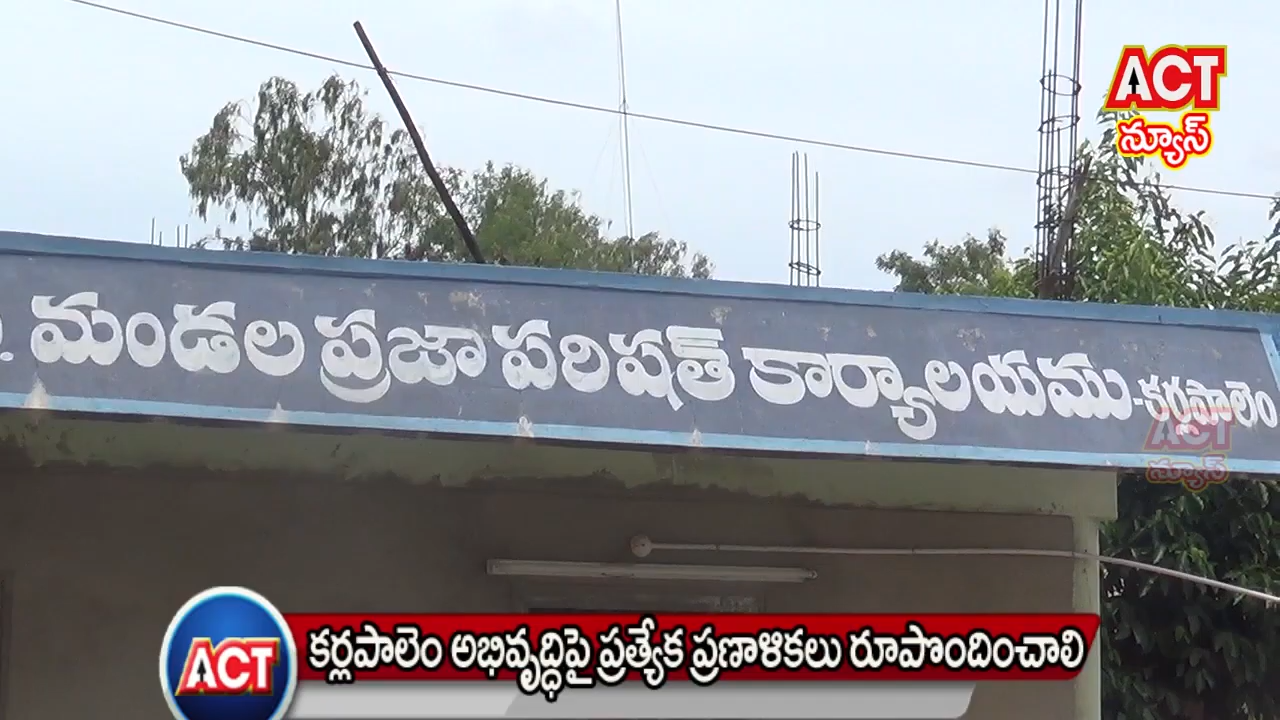 ACT
న్యూస్
మండల ప్రజా పరిషత్ కార్యాలయము-కర్లపాలెం
ACT
న్యూస్
ACT
కర్లపాలెం అభివృద్ధిపై ప్రత్యేక ప్రణాళికలు రూపొందించాలి